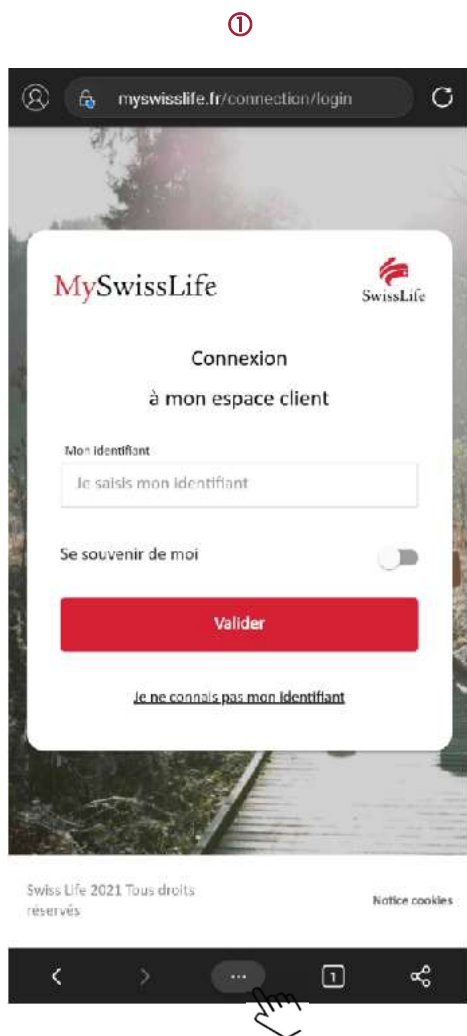 ①
myswisslife.fr/connection/login
MySwissLife
SwissLife
Connexion
à mon espace client
Mon identifiant
Je saisis mon identifiant
Se souvenir de moi
Valider
Je ne connais pas mon identifiant
Swiss Life 2021 Tous droits
réservés
Notice cookies
1